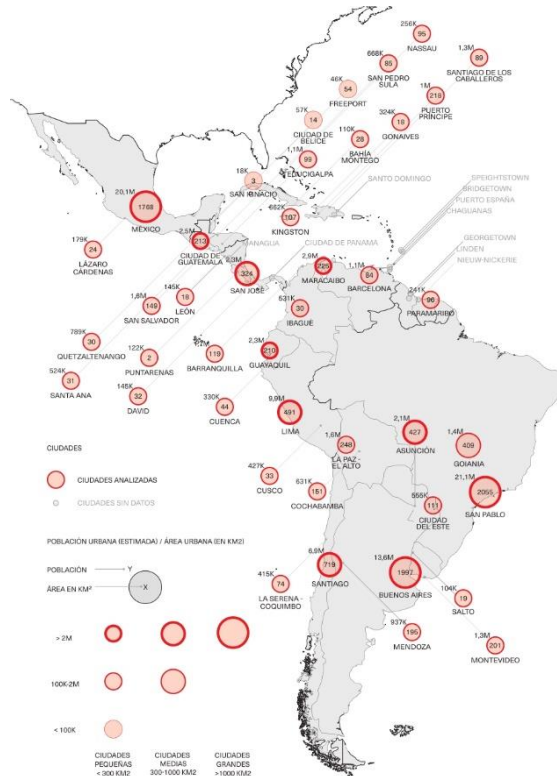 256K
95
NASSAU
668K
85
SAN PEDRO
SULA
1,3M
89
SANTIAGO DE LOS
CABALLEROS
46K
54
FREEPORT
1M
218
PUERTO
PRÍNCIPE
57K
14
CIUDAD
DE BELICE
324K
18
GONAIVES
110K
28
BAHÍA
MONTEGO
1,1M
99
TEGUCIGALPA
18K
3
SAN IGNACIO
SANTO DOMINGO
SPEIGHTSTOWN
BRIDGETOWN
PUERTO ESPAÑA
CHAGUANAS
20,1M
1768
MÉXICO
662K
107
KINGSTON
179K
24
LÁZARO
CÁRDENAS
2,5M
213
CIUDAD DE
GUATEMALA
MANAGUA
CIUDAD DE PANAMA
GEORGETOWN
LINDEN
NIEUW-NICKERIE
324
SAN JOSÉ
2,9M
MARACAIBO
1,1M
84
BARCELONA
241K
96
PARAMARIBO
145K
18
LEÓN
149
SAN SALVADOR
631K
30
IBAGUÉ
789K
30
QUETZALTENANGO
122K
2
PUNTARENAS
119
BARRANQUILLA
2,3M
210
GUAYAQUIL
524K
31
SANTA ANA
32
DAVID
330K
44
CUENCA
9,9M
491
LIMA
1,6M
248
LA PAZ -
EL ALTO
2,1M
427
ASUNCIÓN
1,4M
409
GOIANIA
CIUDADES
CIUDADES ANALIZADAS
CIUDADES SIN DATOS
427K
33
CUSCO
631K
151
COCHABAMBA
21,1M
2055
SAN PABLO
111
CIUDAD
DEL ESTE
POBLACIÓN URBANA (ESTIMADA) / ÁREA URBANA (EN KM2)
POBLACIÓN
Y
ÁREA EN KM²
X
6,9M
719
SANTIAGO
13,6M
1997
BUENOS AIRES
415K
74
LA SERENA -
COQUIMBO
104K
19
SALTO
937K
195
MENDOZA
1,3M
201
MONTEVIDEO
> 2M
100K-2M
< 100K
CIUDADES
PEQUEÑAS
< 300 KM2
CIUDADES
MEDIAS
300-1000 KM2
CIUDADES
GRANDES
>1000 KM2